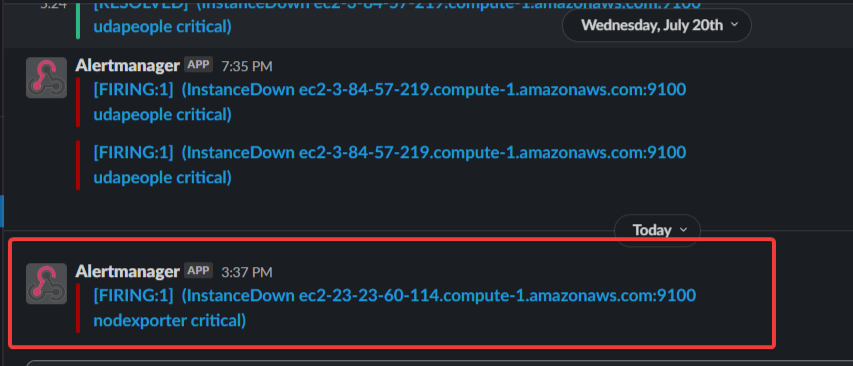 5:24 [RESOLVED] (InstanceDown ec2-3-84-57-219.compute-1.amazonaws.com:9100
udapeople critical)
Wednesday, July 20th
Alertmanager APP 7:35 PM
[FIRING:1] (InstanceDown ec2-3-84-57-219.compute-1.amazonaws.com:9100
udapeople critical)
[FIRING:1] (InstanceDown ec2-3-84-57-219.compute-1.amazonaws.com:9100
udapeople critical)
Today
Alertmanager APP 3:37 PM
[FIRING:1] (InstanceDown ec2-23-23-60-114.compute-1.amazonaws.com:9100
nodexporter critical)